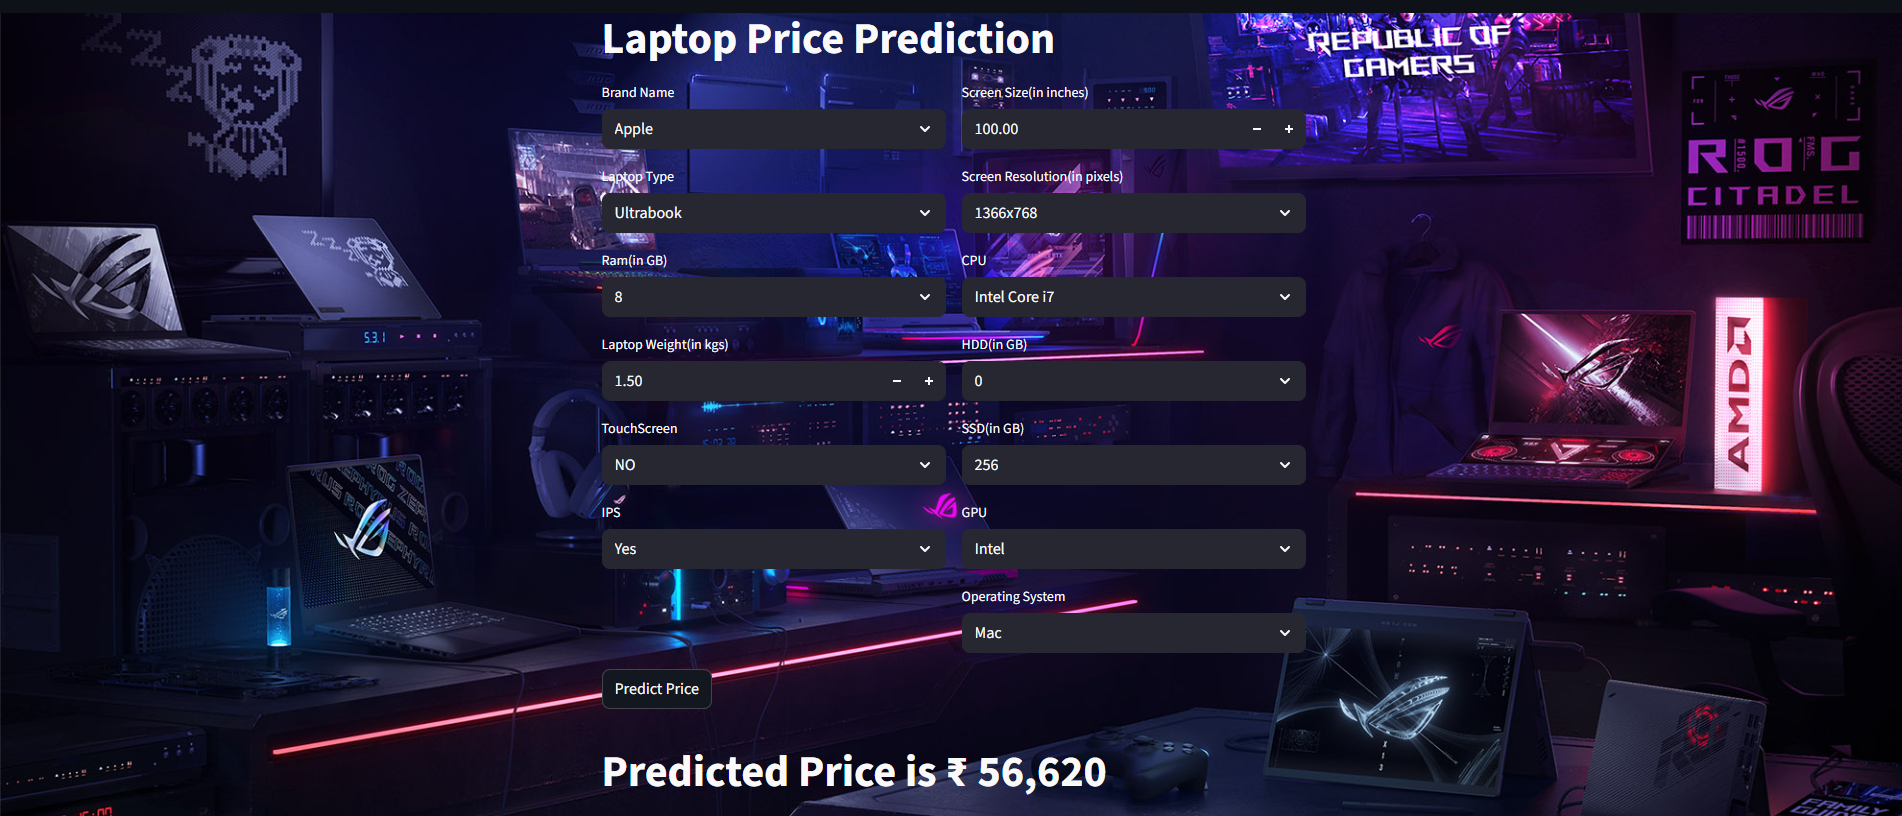 Laptop Price Prediction
REPUBLIC OF
GAMERS
Brand Name
Apple
Screen Size(in inches)
100.00
Laptop Type
Ultrabook
Screen Resolution(in pixels)
1366x768
Ram(in GB)
8
CPU
Intel Core i7
Laptop Weight(in kgs)
1.50
HDD(in GB)
0
TouchScreen
NO
SSD(in GB)
256
IPS
Yes
GPU
Intel
Operating System
Mac
Predict Price
Predicted Price is ₹ 56,620
ROG
CITADEL
AMD
531
FAMILY